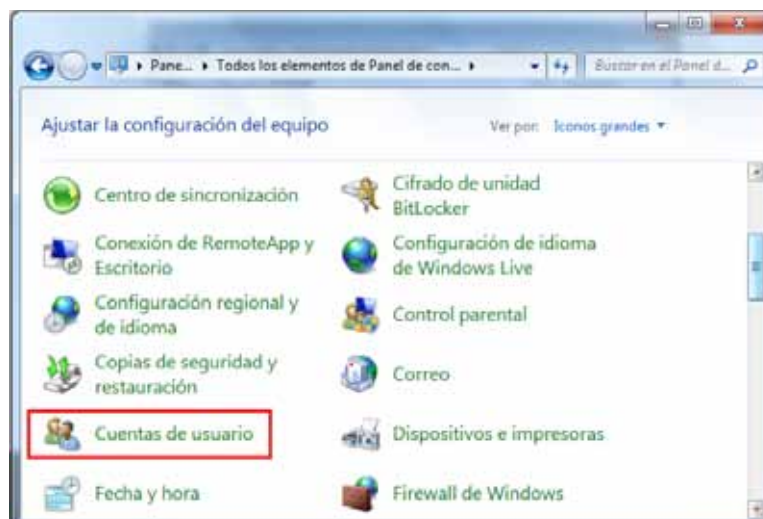 Pane... Todos los elementos de Panel de con...
Buscar en el Panel d...
Ajustar la configuración del equipo
Ver por: Iconos grandes
Centro de sincronización
Cifrado de unidad
BitLocker
Conexión de RemoteApp y
Escritorio
Configuración de idioma
de Windows Live
Configuración regional y
de idioma
Control parental
Copias de seguridad y
restauración
Correo
Cuentas de usuario
Dispositivos e impresoras
Fecha y hora
Firewall de Windows